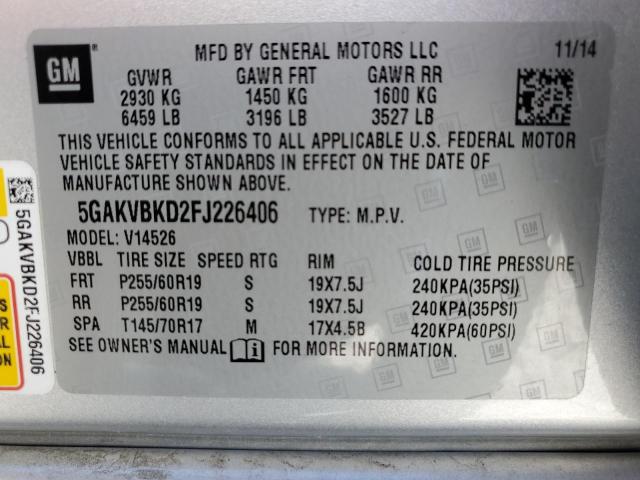 GM
MFD BY GENERAL MOTORS LLC 11/14
GVWR GAWR FRT GAWR RR
2930 KG 1450 KG 1600 KG
6459 LB 3196 LB 3527 LB
THIS VEHICLE CONFORMS TO ALL APPLICABLE U.S. FEDERAL MOTOR
VEHICLE SAFETY STANDARDS IN EFFECT ON THE DATE OF
MANUFACTURE SHOWN ABOVE.
5GAKVBKD2FJ226406 TYPE: M.P.V.
MODEL: V14526
VBBL TIRE SIZE SPEED RTG RIM COLD TIRE PRESSURE
FRT P255/60R19 S 19X7.5J 240KPA(35PSI)
RR P255/60R19 S 19X7.5J 240KPA(35PSI)
SPA T145/70R17 M 17X4.5B 420KPA(60PSI)
SEE OWNER'S MANUAL i FOR MORE INFORMATION.
5GAKVBKD2FJ226406